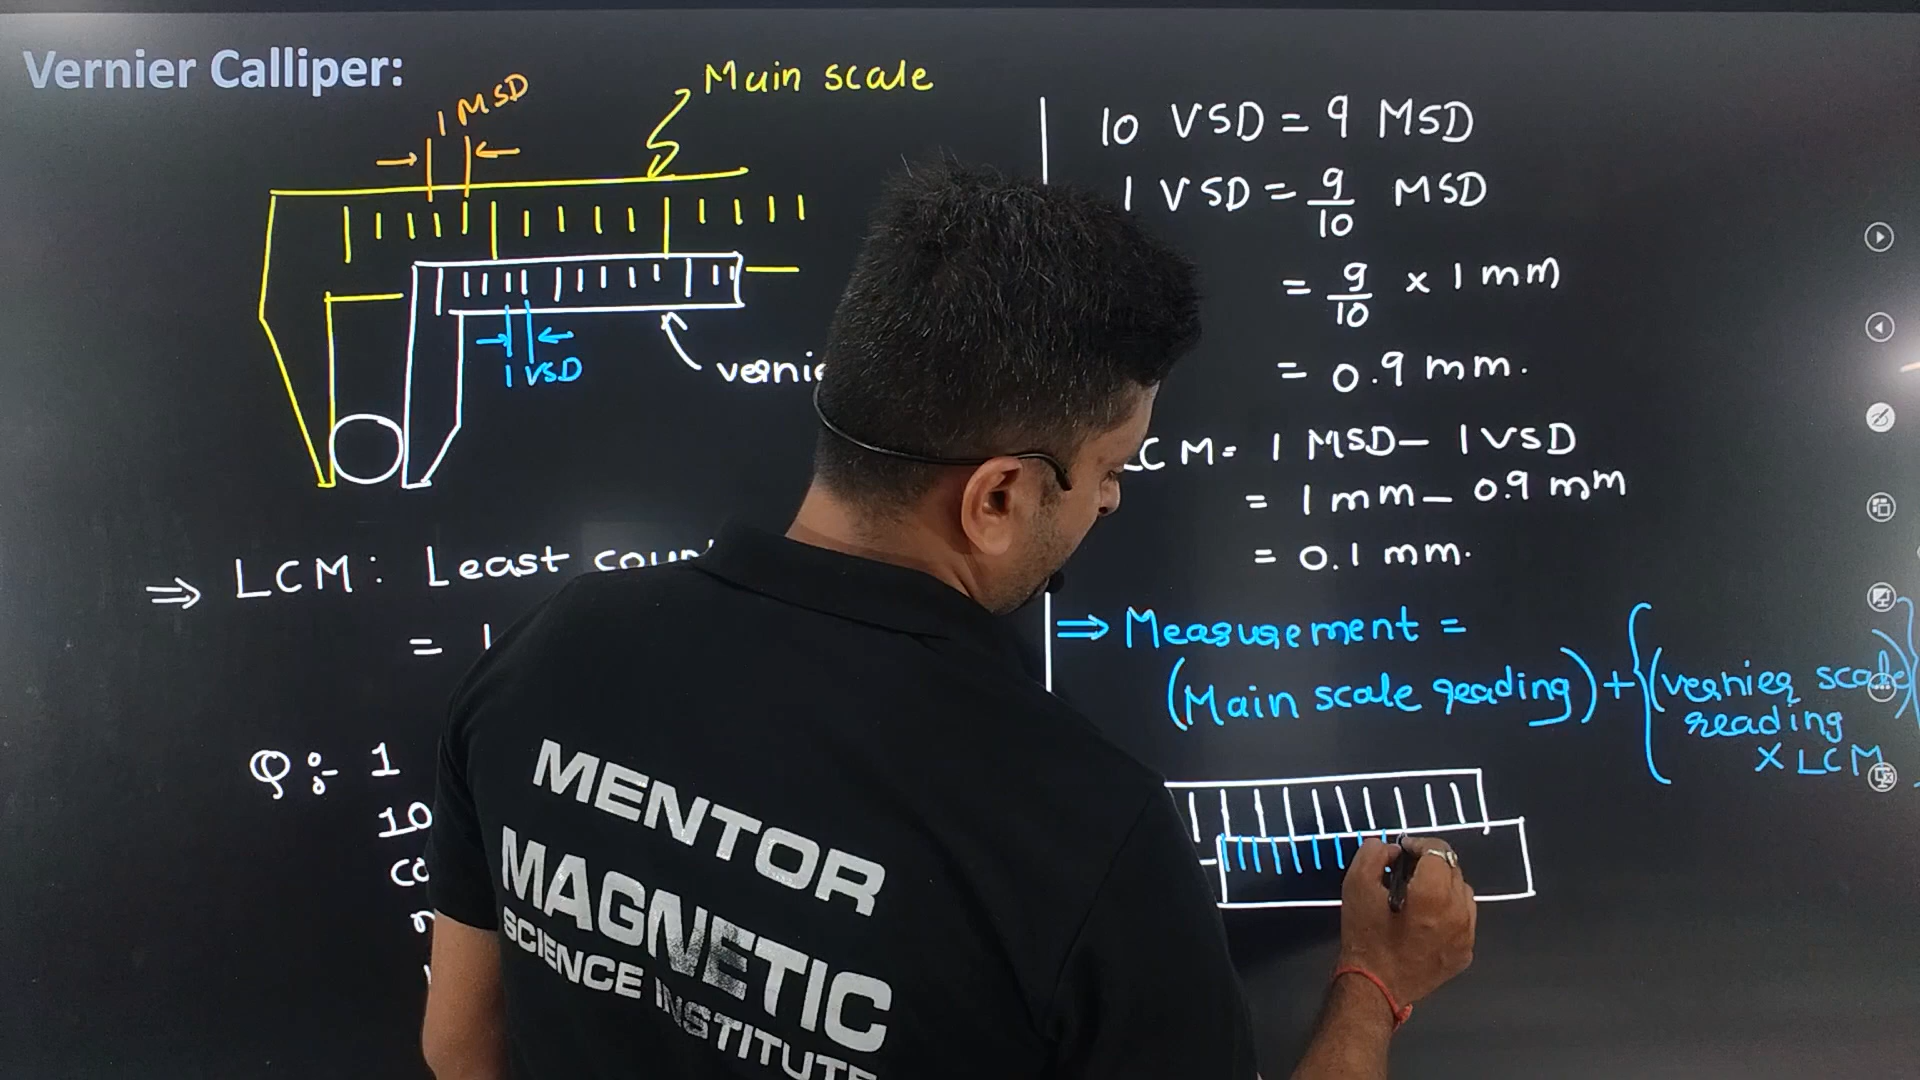 Vernier Calliper:
1 MSD
Main scale
1 VSD
⇒ LCM: Least
= 1
Q:- 1
10
10 VSD = 9 MSD
1 VSD = 9/10 MSD
= 9/10 × 1 mm
= 0.9 mm.
CM = 1 MSD - 1 VSD
= 1 mm - 0.9 mm
= 0.1 mm.
⇒ Measurement =
(Main scale reading) + {(vernier scale
reading
× LCM
MENTOR
MAGNETIC
SCIENCE INSTITUTE